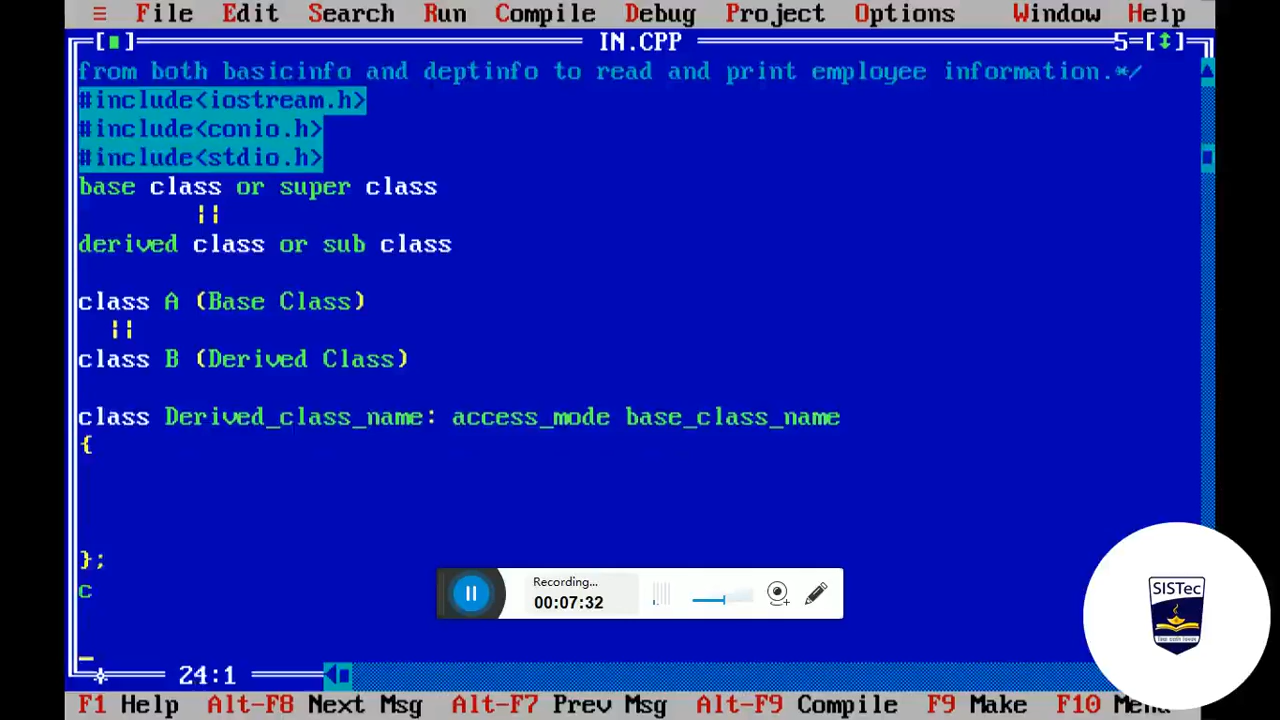 ≡ File Edit Search Run Compile Debug Project Options Window Help
[■] IN.CPP 5=[↕]
from both basicinfo and deptinfo to read and print employee information.*/
#include<iostream.h>
#include<conio.h>
#include<stdio.h>
base class or super class
||
derived class or sub class
class A (Base Class)
||
class B (Derived Class)
class Derived_class_name: access_mode base_class_name
{
};
c
Recording...
00:07:32
SISTec
24:1
F1 Help Alt-F8 Next Msg Alt-F7 Prev Msg Alt-F9 Compile F9 Make F10 Menu